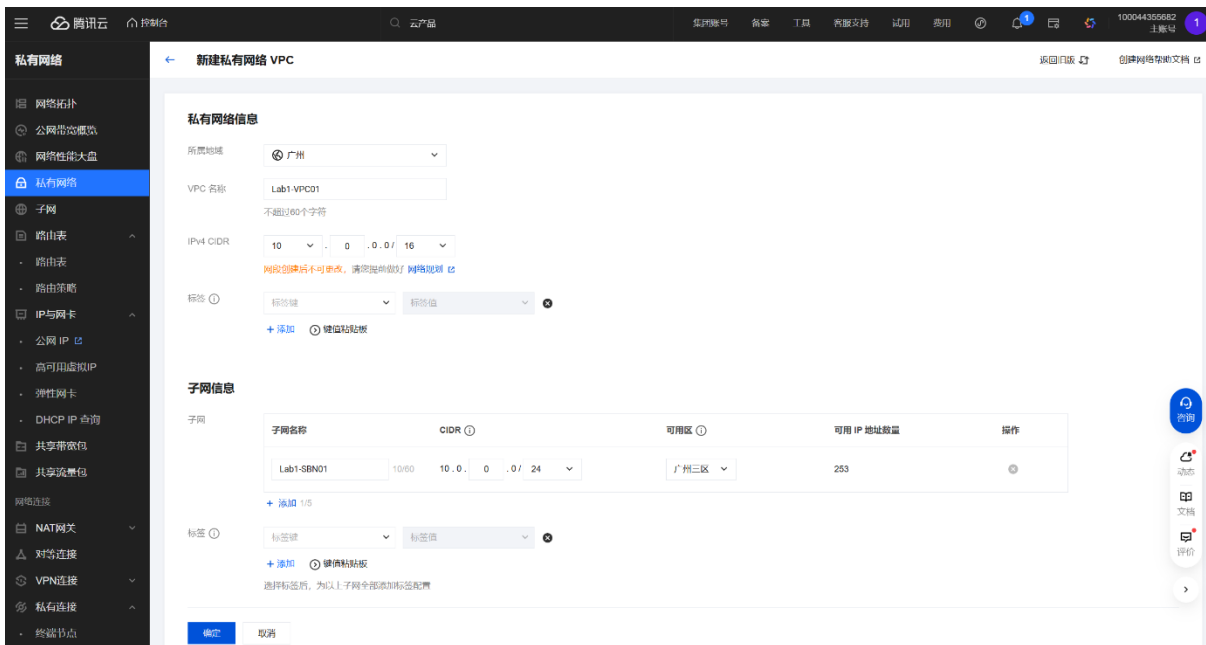 腾讯云 控制台 云产品 集团账号 备案 工具 客服支持 试用 费用 1 100044355682
主账号 1
私有网络
网络拓扑
公网带宽概览
网络性能大盘
私有网络
子网
路由表
路由表
路由策略
IP与网卡
公网 IP
高可用虚拟IP
弹性网卡
DHCP IP 查询
共享带宽包
共享流量包
网络连接
NAT网关
对等连接
VPN连接
私有连接
终端节点
← 新建私有网络 VPC 返回旧版 创建网络帮助文档
私有网络信息
所属地域 广州
VPC 名称 Lab1-VPC01
不超过60个字符
IPv4 CIDR 10 . 0 .0.0/ 16
网段创建后不可更改，请您提前做好 网络规划
标签 标签键 标签值
+ 添加 键值粘贴板
子网信息
子网
子网名称 CIDR 可用区 可用 IP 地址数量 操作
Lab1-SBN01 10/60 10.0. 0 .0/ 24 广州三区 253
+ 添加 1/5
标签 标签键 标签值
+ 添加 键值粘贴板
选择标签后，为以上子网全部添加标签配置
确定 取消
咨询
动态
文档
评价